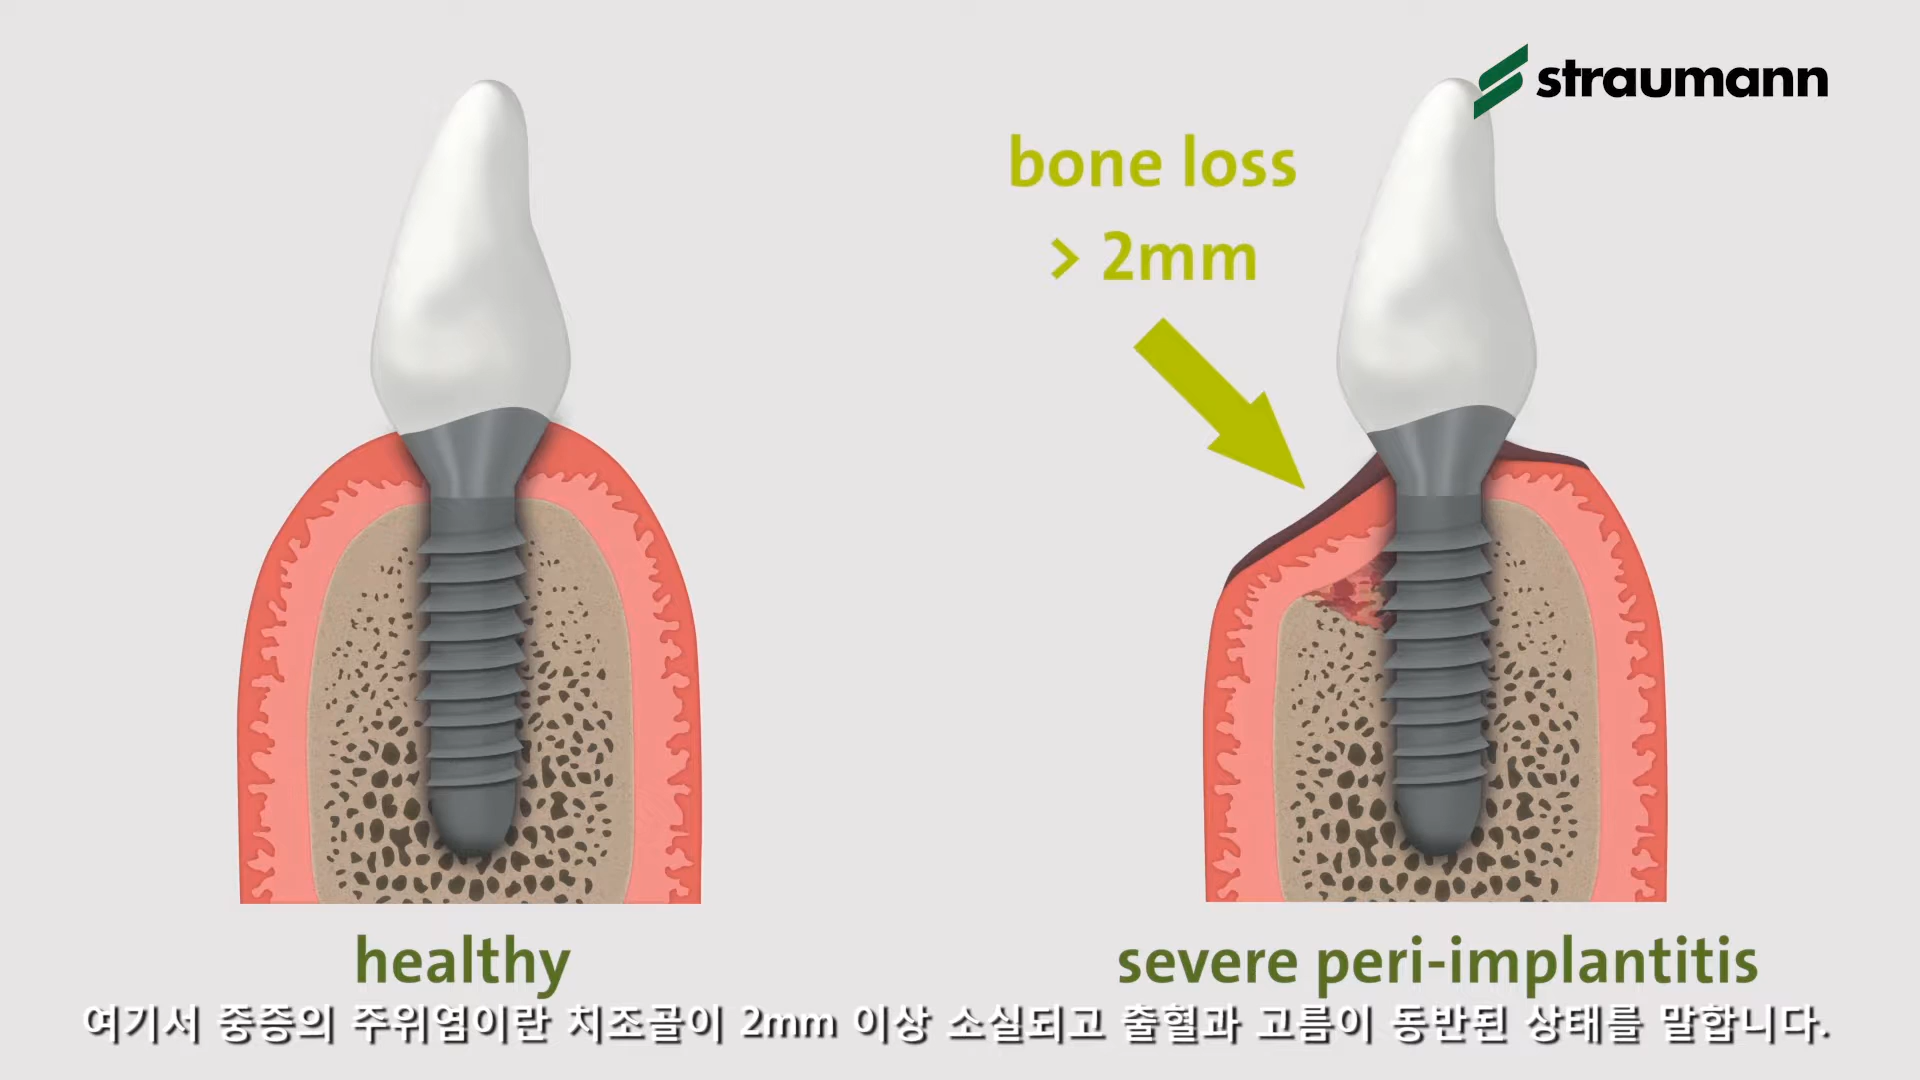 straumann
bone loss
> 2mm
healthy
severe peri-implantitis
여기서 중증의 주위염이란 치조골이 2mm 이상 소실되고 출혈과 고름이 동반된 상태를 말합니다.